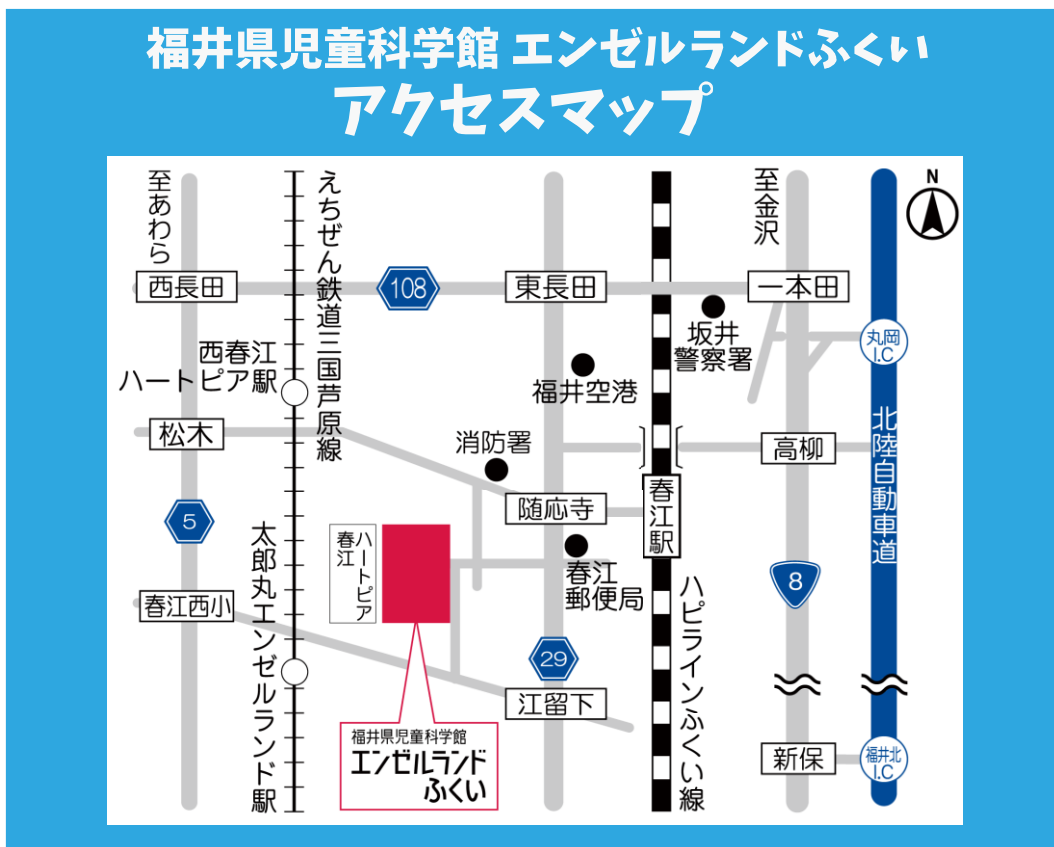 福井県児童科学館 エンゼルランドふくい
アクセスマップ
至あわら
えちぜん鉄道三国芦原線
至金沢
N
西長田
108
東長田
一本田
坂井
警察署
丸岡
I.C
西春江
ハートピア駅
福井空港
北陸自動車道
松木
消防署
高柳
春江駅
随応寺
5
太郎丸エンゼルランド駅
ハートピア
春江
春江
郵便局
ハピラインふくい線
8
春江西小
29
江留下
福井県児童科学館
エンゼルランド
ふくい
新保
福井北
I.C